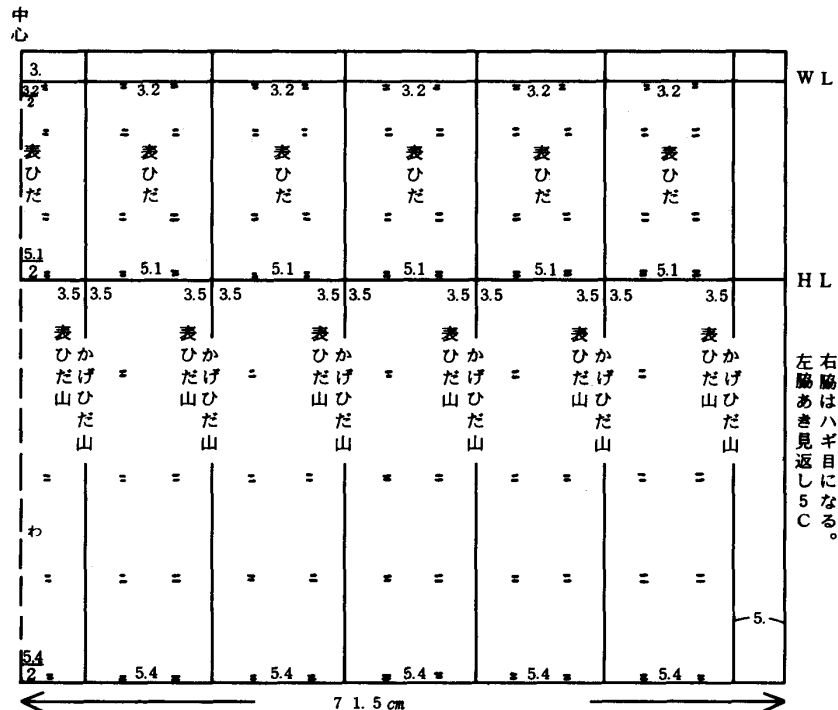 中心
3.
WL
3.2/2
3.2
3.2
3.2
3.2
3.2
表ひだ
表ひだ
表ひだ
表ひだ
表ひだ
表ひだ
5.1/2
5.1
5.1
5.1
5.1
5.1
HL
3.5
3.5
3.5
3.5
3.5
3.5
3.5
3.5
3.5
3.5
3.5
表ひだ山
かげひだ山
表ひだ山
かげひだ山
表ひだ山
かげひだ山
表ひだ山
かげひだ山
表ひだ山
かげひだ山
表ひだ山
かげひだ山
右脇はハギ目になる。
左脇あき見返し5C
わ
5.
5.4/2
5.4
5.4
5.4
5.4
5.4
71.5cm